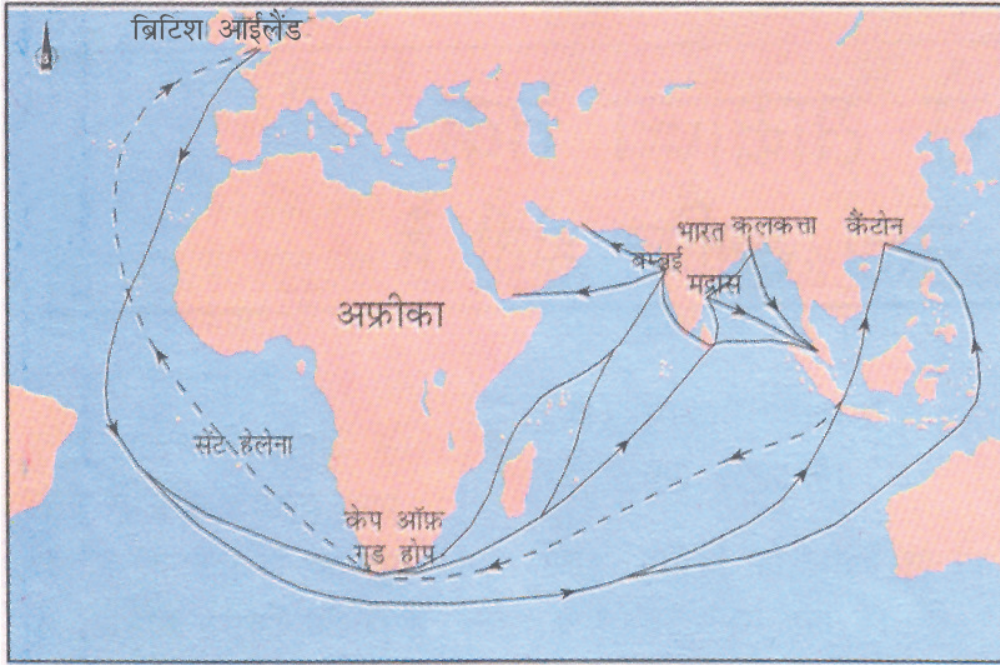 ब्रिटिश आईलैंड
भारत
कलकत्ता
कैंटोन
बम्बई
मद्रास
अफ्रीका
सेंट हेलेना
केप ऑफ़
गुड होप